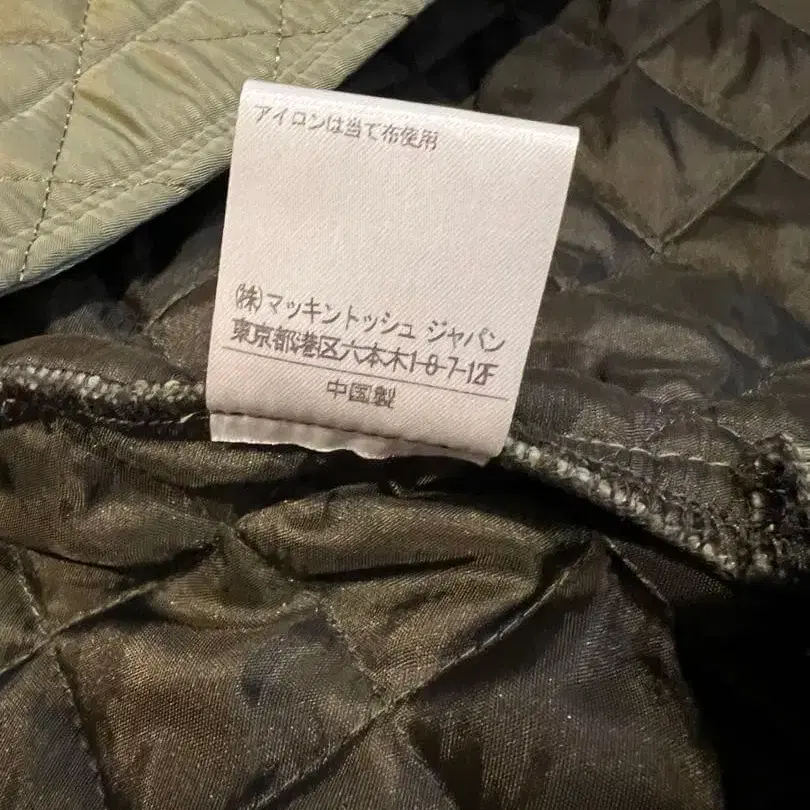 アイロンは当て布使用
(株)マッキントッシュ ジャパン
東京都港区六本木1-8-7-12F
中国製